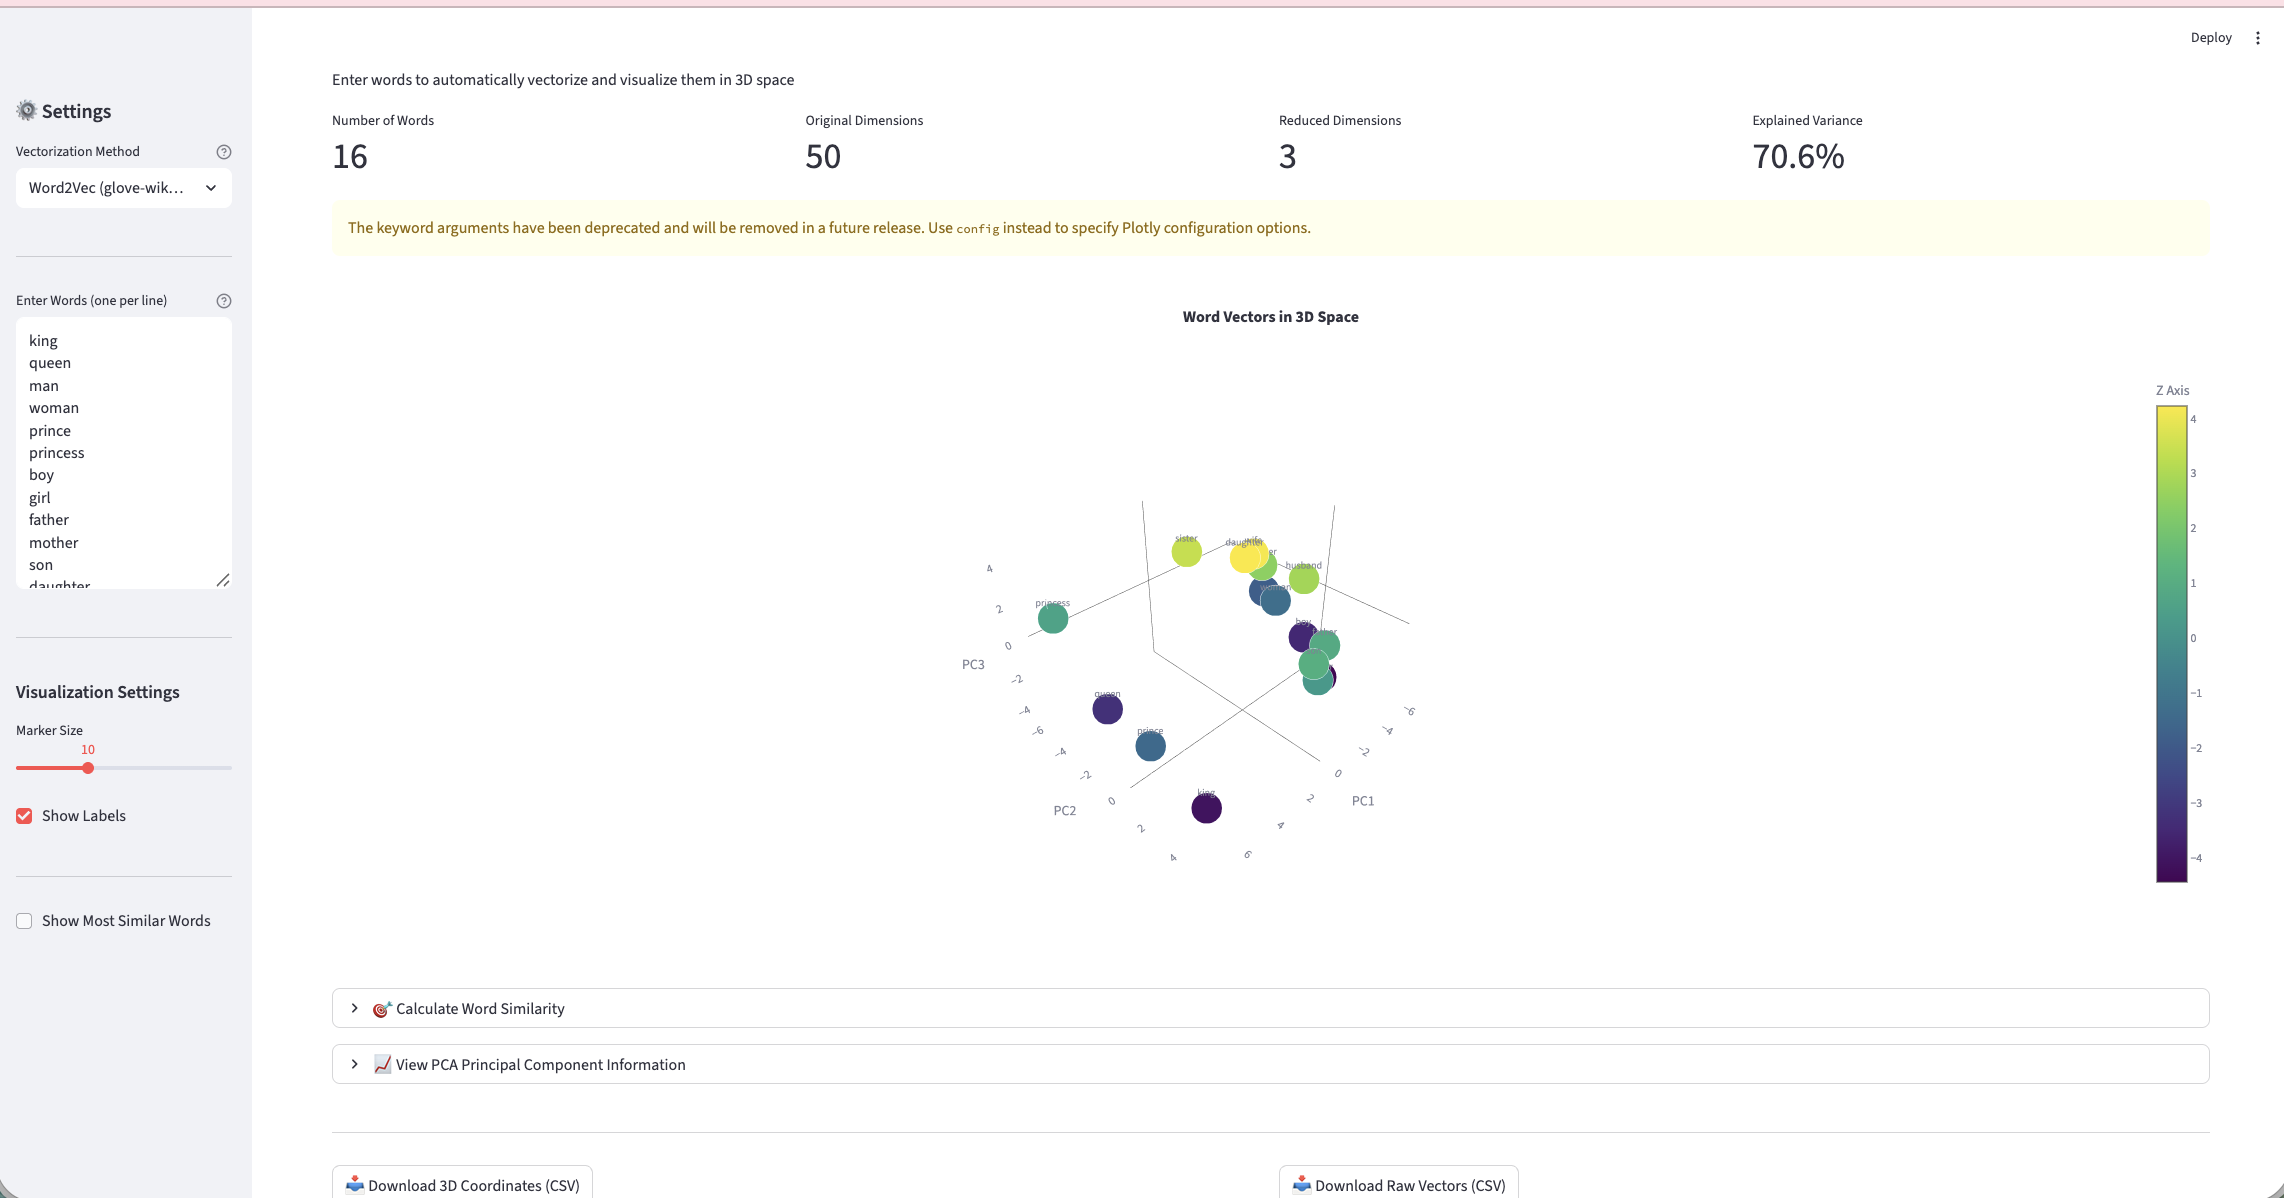 Deploy
Enter words to automatically vectorize and visualize them in 3D space
Settings
Vectorization Method
Word2Vec (glove-wik...
Enter Words (one per line)
king
queen
man
woman
prince
princess
boy
girl
father
mother
son
daughter
Visualization Settings
Marker Size
10
Show Labels
Show Most Similar Words
Number of Words
16
Original Dimensions
50
Reduced Dimensions
3
Explained Variance
70.6%
The keyword arguments have been deprecated and will be removed in a future release. Use config instead to specify Plotly configuration options.
Word Vectors in 3D Space
sister
daughter
wife
er
husband
princess
boy
queen
prince
king
4
2
0
−2
−4
PC3
−6
−4
−2
0
2
4
PC2
−6
−4
−2
0
2
4
6
PC1
Z Axis
4
3
2
1
0
−1
−2
−3
−4
Calculate Word Similarity
View PCA Principal Component Information
Download 3D Coordinates (CSV)
Download Raw Vectors (CSV)